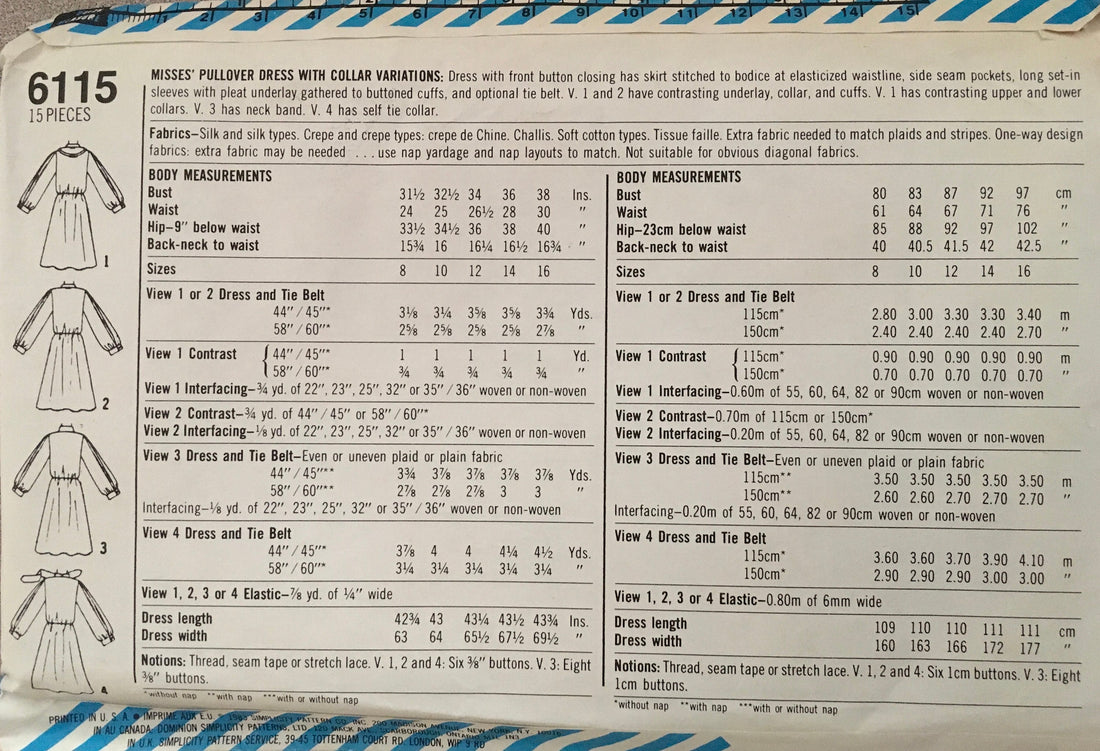 1 2 3 4 5 6 7 8 9 10 11 12 13 14 15
6115
15 PIECES
MISSES' PULLOVER DRESS WITH COLLAR VARIATIONS: Dress with front button closing has skirt stitched to bodice at elasticized waistline, side seam pockets, long set-in
sleeves with pleat underlay gathered to buttoned cuffs, and optional tie belt. V. 1 and 2 have contrasting underlay, collar, and cuffs. V. 1 has contrasting upper and lower
collars. V. 3 has neck band. V. 4 has self tie collar.
Fabrics–Silk and silk types. Crepe and crepe types: crepe de Chine. Challis. Soft cotton types. Tissue faille. Extra fabric needed to match plaids and stripes. One-way design
fabrics: extra fabric may be needed ...use nap yardage and nap layouts to match. Not suitable for obvious diagonal fabrics.
1
2
3
4
BODY MEASUREMENTS
Bust 31½ 32½ 34 36 38 Ins.
Waist 24 25 26½ 28 30 "
Hip–9" below waist 33½ 34½ 36 38 40 "
Back-neck to waist 15¾ 16 16¼ 16½ 16¾ "
Sizes 8 10 12 14 16
View 1 or 2 Dress and Tie Belt
44"/45"* 3⅛ 3¼ 3⅝ 3⅝ 3¾ Yds.
58"/60"* 2⅝ 2⅝ 2⅝ 2⅝ 2⅞ "
View 1 Contrast { 44"/45"* 1 1 1 1 1 Yd.
58"/60"* ¾ ¾ ¾ ¾ ¾ "
View 1 Interfacing–¾ yd. of 22", 23", 25", 32" or 35"/36" woven or non-woven
View 2 Contrast–¾ yd. of 44"/45" or 58"/60"*
View 2 Interfacing–⅛ yd. of 22", 23", 25", 32" or 35"/36" woven or non-woven
View 3 Dress and Tie Belt–Even or uneven plaid or plain fabric
44"/45"** 3¾ 3⅞ 3⅞ 3⅞ 3⅞ Yds.
58"/60"** 2⅞ 2⅞ 2⅞ 3 3 "
Interfacing–⅛ yd. of 22", 23", 25", 32" or 35"/36" woven or non-woven
View 4 Dress and Tie Belt
44"/45"* 3⅞ 4 4 4¼ 4½ Yds.
58"/60"* 3¼ 3¼ 3¼ 3¼ 3¼ "
View 1, 2, 3 or 4 Elastic–⅞ yd. of ¼" wide
Dress length 42¾ 43 43¼ 43½ 43¾ Ins.
Dress width 63 64 65½ 67½ 69½ "
Notions: Thread, seam tape or stretch lace. V. 1, 2 and 4: Six ⅜" buttons. V. 3: Eight
⅜" buttons.
*without nap **with nap ***with or without nap
BODY MEASUREMENTS
Bust 80 83 87 92 97 cm
Waist 61 64 67 71 76 "
Hip–23cm below waist 85 88 92 97 102 "
Back-neck to waist 40 40.5 41.5 42 42.5 "
Sizes 8 10 12 14 16
View 1 or 2 Dress and Tie Belt
115cm* 2.80 3.00 3.30 3.30 3.40 m
150cm* 2.40 2.40 2.40 2.40 2.70 "
View 1 Contrast { 115cm* 0.90 0.90 0.90 0.90 0.90 m
150cm* 0.70 0.70 0.70 0.70 0.70 "
View 1 Interfacing–0.60m of 55, 60, 64, 82 or 90cm woven or non-woven
View 2 Contrast–0.70m of 115cm or 150cm*
View 2 Interfacing–0.20m of 55, 60, 64, 82 or 90cm woven or non-woven
View 3 Dress and Tie Belt–Even or uneven plaid or plain fabric
115cm** 3.50 3.50 3.50 3.50 3.50 m
150cm** 2.60 2.60 2.70 2.70 2.70 "
Interfacing–0.20m of 55, 60, 64, 82 or 90cm woven or non-woven
View 4 Dress and Tie Belt
115cm* 3.60 3.60 3.70 3.90 4.10 m
150cm* 2.90 2.90 2.90 3.00 3.00 "
View 1, 2, 3 or 4 Elastic–0.80m of 6mm wide
Dress length 109 110 110 111 111 cm
Dress width 160 163 166 172 177 "
Notions: Thread, seam tape or stretch lace. V. 1, 2 and 4: Six 1cm buttons. V. 3: Eight
1cm buttons.
*without nap **with nap ***with or without nap
PRINTED IN U. S. A. • IMPRIME AUX E.U. 1983 SIMPLICITY PATTERN CO. INC. 200 MADISON AVENUE, NEW YORK, N.Y. 10016
IN AU CANADA, DOMINION SIMPLICITY PATTERNS, LTD. 120 MACK AVE. SCARBOROUGH, ONTARIO
IN U.K. SIMPLICITY PATTERN SERVICE, 39-45 TOTTENHAM COURT RD. LONDON, WIP 9 RD